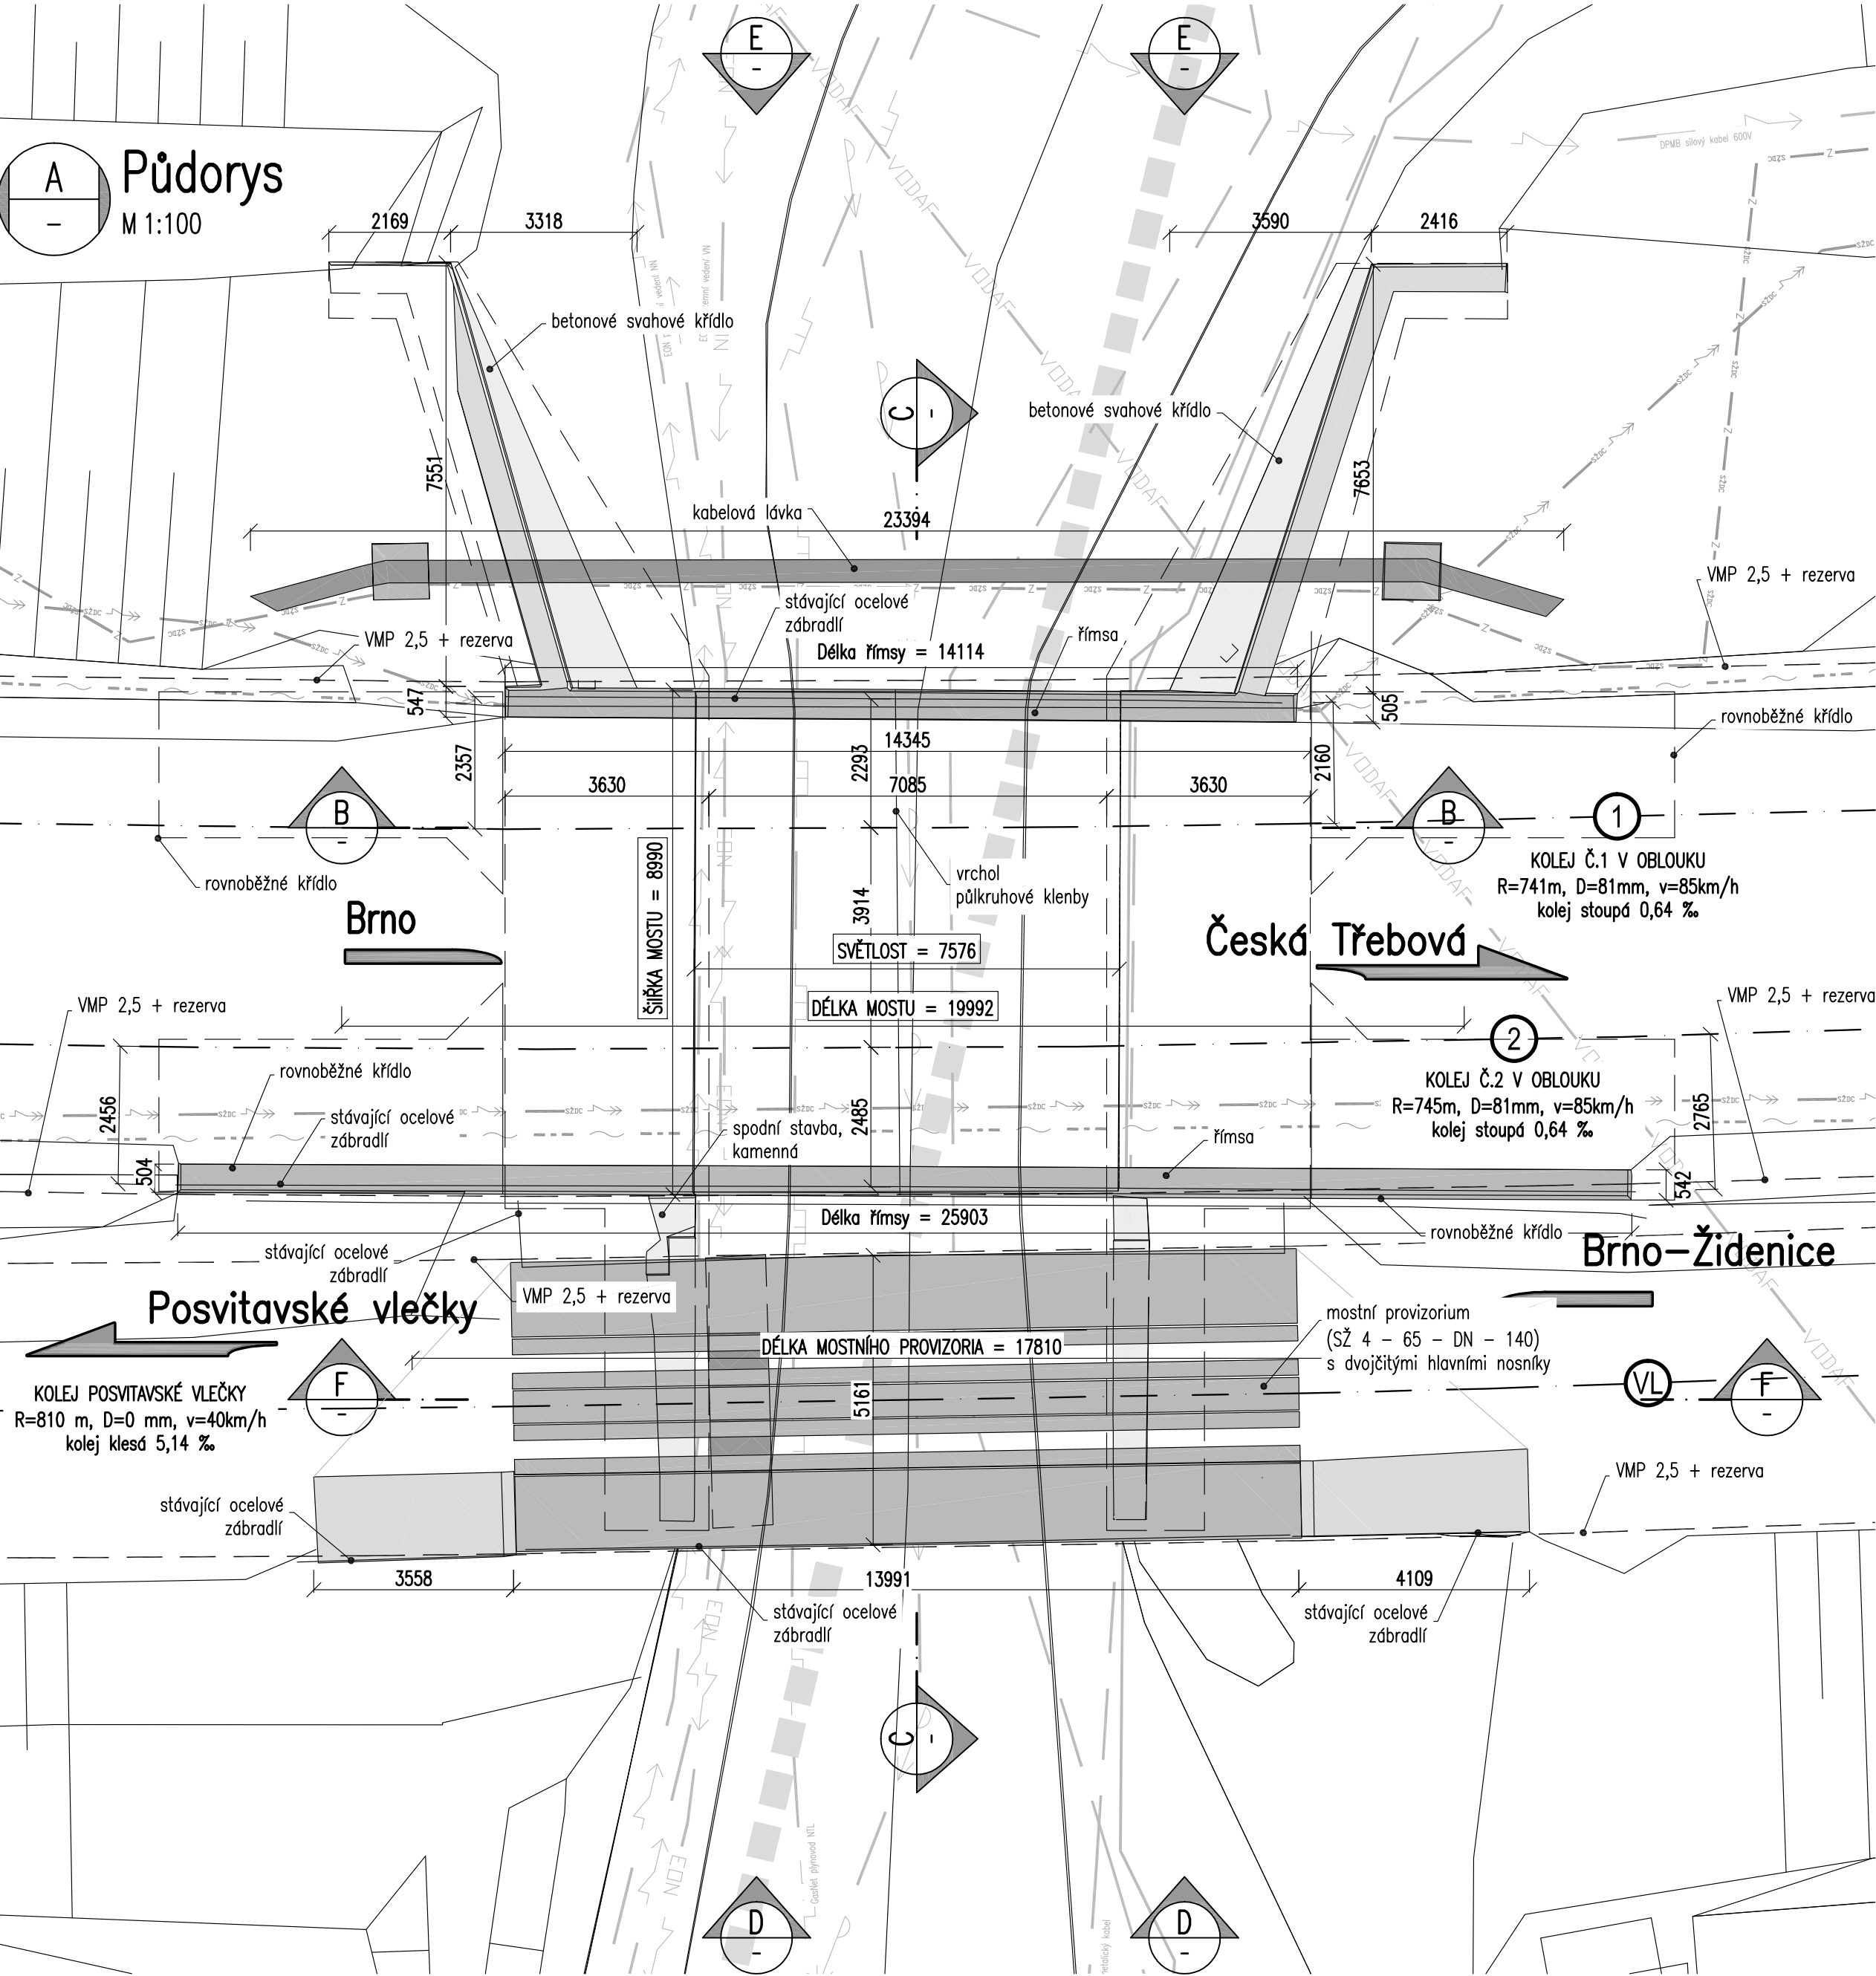 E
-
E
-
A
-
Půdorys
M 1:100
DPMB silový kabel 600V
2169
3318
3590
2416
betonové svahové křídlo
betonové svahové křídlo
C
-
7551
7653
kabelová lávka
23394
VMP 2,5 + rezerva
stávající ocelové
zábradlí
VMP 2,5 + rezerva
římsa
Délka římsy = 14114
547
505
rovnoběžné křídlo
2357
14345
2293
2160
3630
7085
3630
B
-
B
-
1
KOLEJ Č.1 V OBLOUKU
R=741m, D=81mm, v=85km/h
kolej stoupá 0,64 ‰
rovnoběžné křídlo
vrchol
půlkruhové klenby
ŠiIŘKA MOSTU = 8990
3914
Brno
SVĚTLOST = 7576
Česká Třebová
VMP 2,5 + rezerva
DÉLKA MOSTU = 19992
VMP 2,5 + rezerva
2
KOLEJ Č.2 V OBLOUKU
R=745m, D=81mm, v=85km/h
kolej stoupá 0,64 ‰
rovnoběžné křídlo
2456
2485
2765
stávající ocelové
zábradlí
spodní stavba,
kamenná
římsa
504
542
Délka římsy = 25903
rovnoběžné křídlo
stávající ocelové
zábradlí
Brno-Židenice
VMP 2,5 + rezerva
Posvitavské vlečky
mostní provizorium
(SŽ 4 - 65 - DN - 140)
s dvojčitými hlavními nosníky
DÉLKA MOSTNÍHO PROVIZORIA = 17810
5161
F
-
VL
F
-
KOLEJ POSVITAVSKÉ VLEČKY
R=810 m, D=0 mm, v=40km/h
kolej klesá 5,14 ‰
VMP 2,5 + rezerva
stávající ocelové
zábradlí
3558
13991
4109
stávající ocelové
zábradlí
stávající ocelové
zábradlí
C
-
GasNet plynovod NTL
D
-
D
-